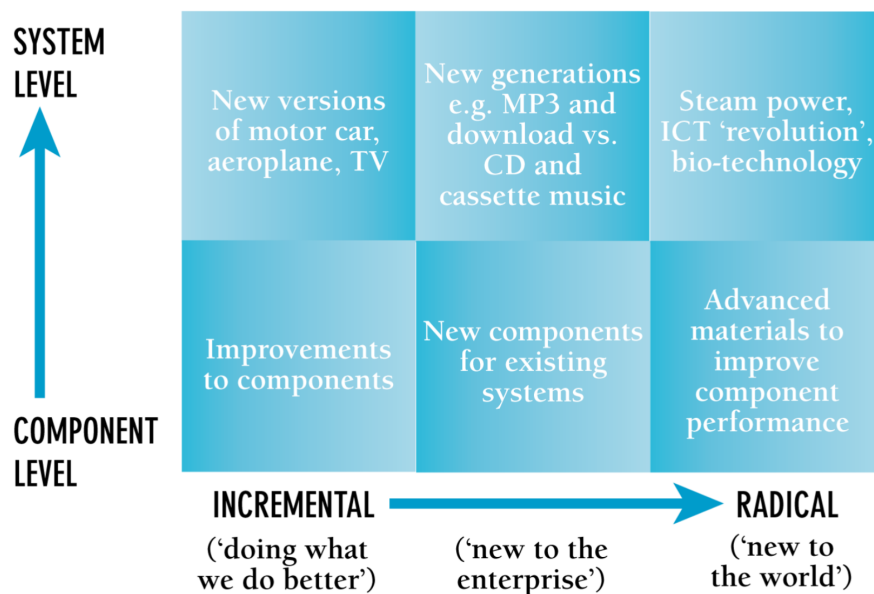 SYSTEM
LEVEL
New versions
of motor car,
aeroplane, TV
New generations
e.g. MP3 and
download vs.
CD and
cassette music
Steam power,
ICT ‘revolution’,
bio-technology
Improvements
to components
New components
for existing
systems
Advanced
materials to
improve
component
performance
COMPONENT
LEVEL
INCREMENTAL
RADICAL
(‘doing what
we do better’)
(‘new to the
enterprise’)
(‘new to
the world’)